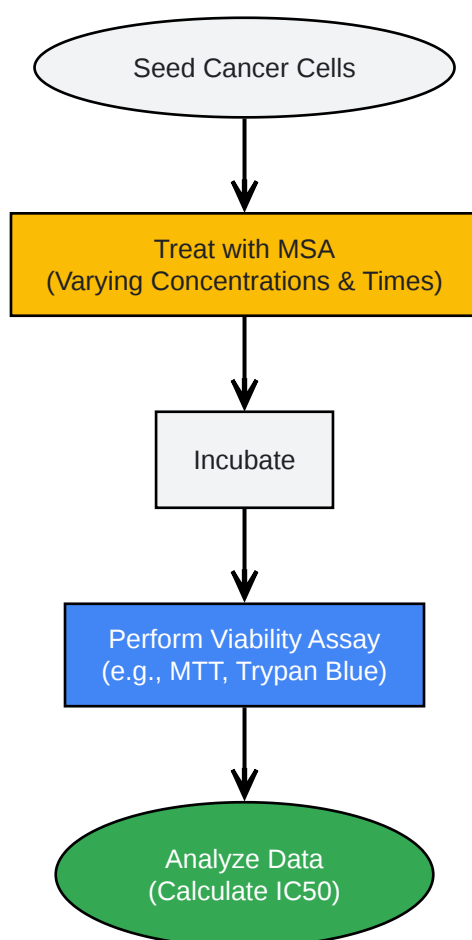 Seed Cancer Cells
Treat with MSA
(Varying Concentrations & Times)
Incubate
Perform Viability Assay
(e.g., MTT, Trypan Blue)
Analyze Data
(Calculate IC50)